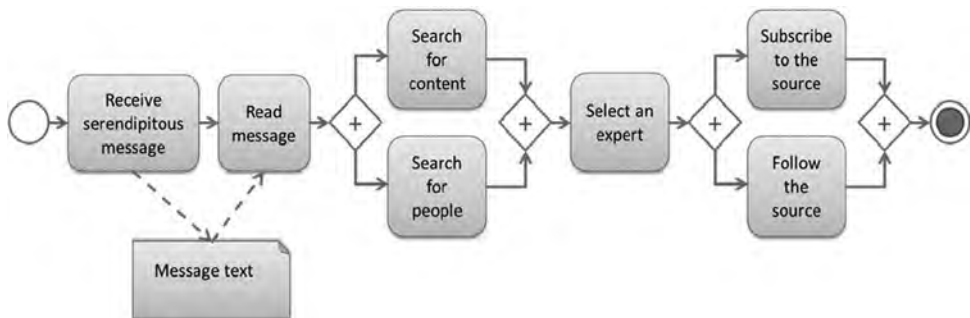 Receive
serendipitous
message
Read
message
Message text
+
Search
for
content
Search
for
people
+
Select an
expert
+
Subscribe
to the
source
Follow
the
source
+